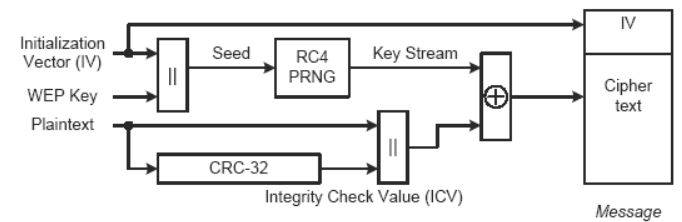 Initialization
Vector (IV)
WEP Key
Plaintext
||
Seed
RC4
PRNG
Key Stream
CRC-32
||
Integrity Check Value (ICV)
IV
Cipher
text
Message